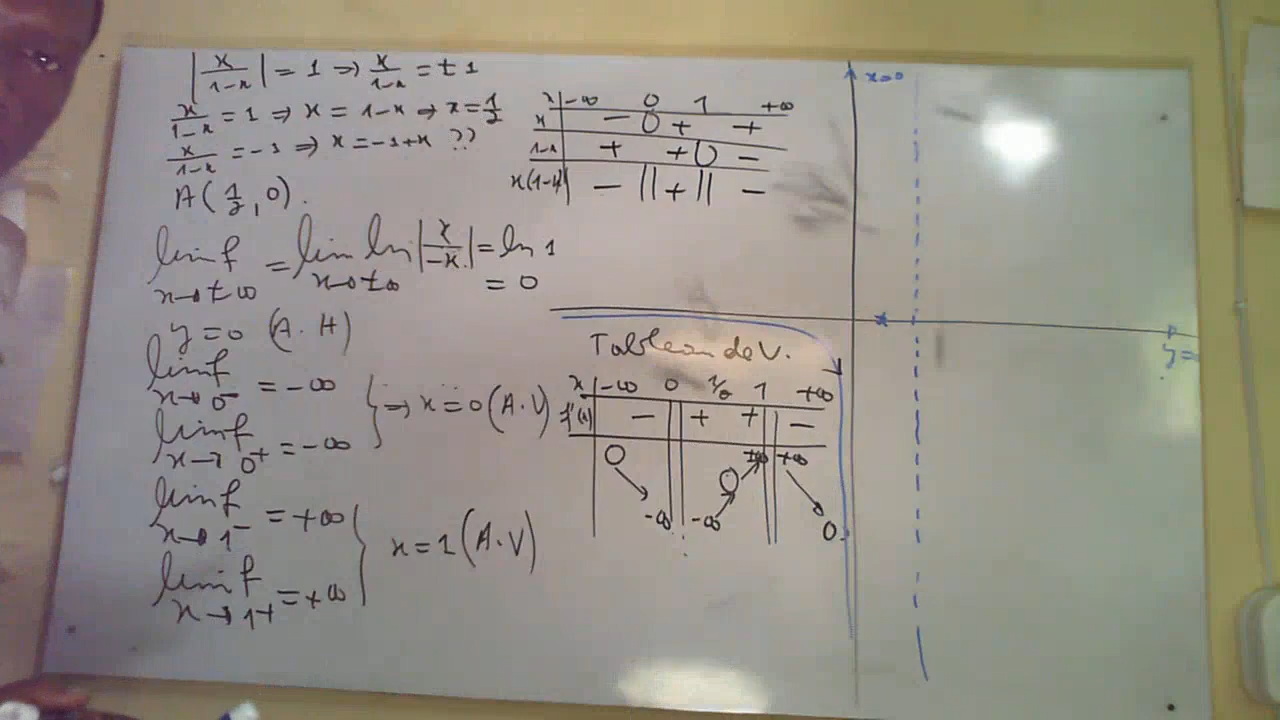 |x/(1-x)| = 1 ⇒ x/(1-x) = ±1
x/(1-x) = 1 ⇒ x = 1-x ⇒ x = 1/2
x/(1-x) = -1 ⇒ x = -1+x ??
A(1/2, 0).
lim f x→±∞ = lim x→±∞ ln|x/-x| = ln 1
= 0
y=0 (A.H)
lim f x→0⁻ = -∞
lim f x→0⁺ = -∞
} ⇒ x=0 (A.V)
lim f x→1⁻ = +∞
lim f x→1⁺ = +∞
} x=1 (A.V)
x | -∞ 0 1 +∞
x | - 0 + +
1-x | + + 0 -
x(1-x) | - || + || -
Tableau de V.
x | -∞ 0 1/2 1 +∞
f'(x) | - || + + || -
0 ↘ -∞ || -∞ ↗ 0 ↗ +∞ || +∞ ↘ 0
x=0